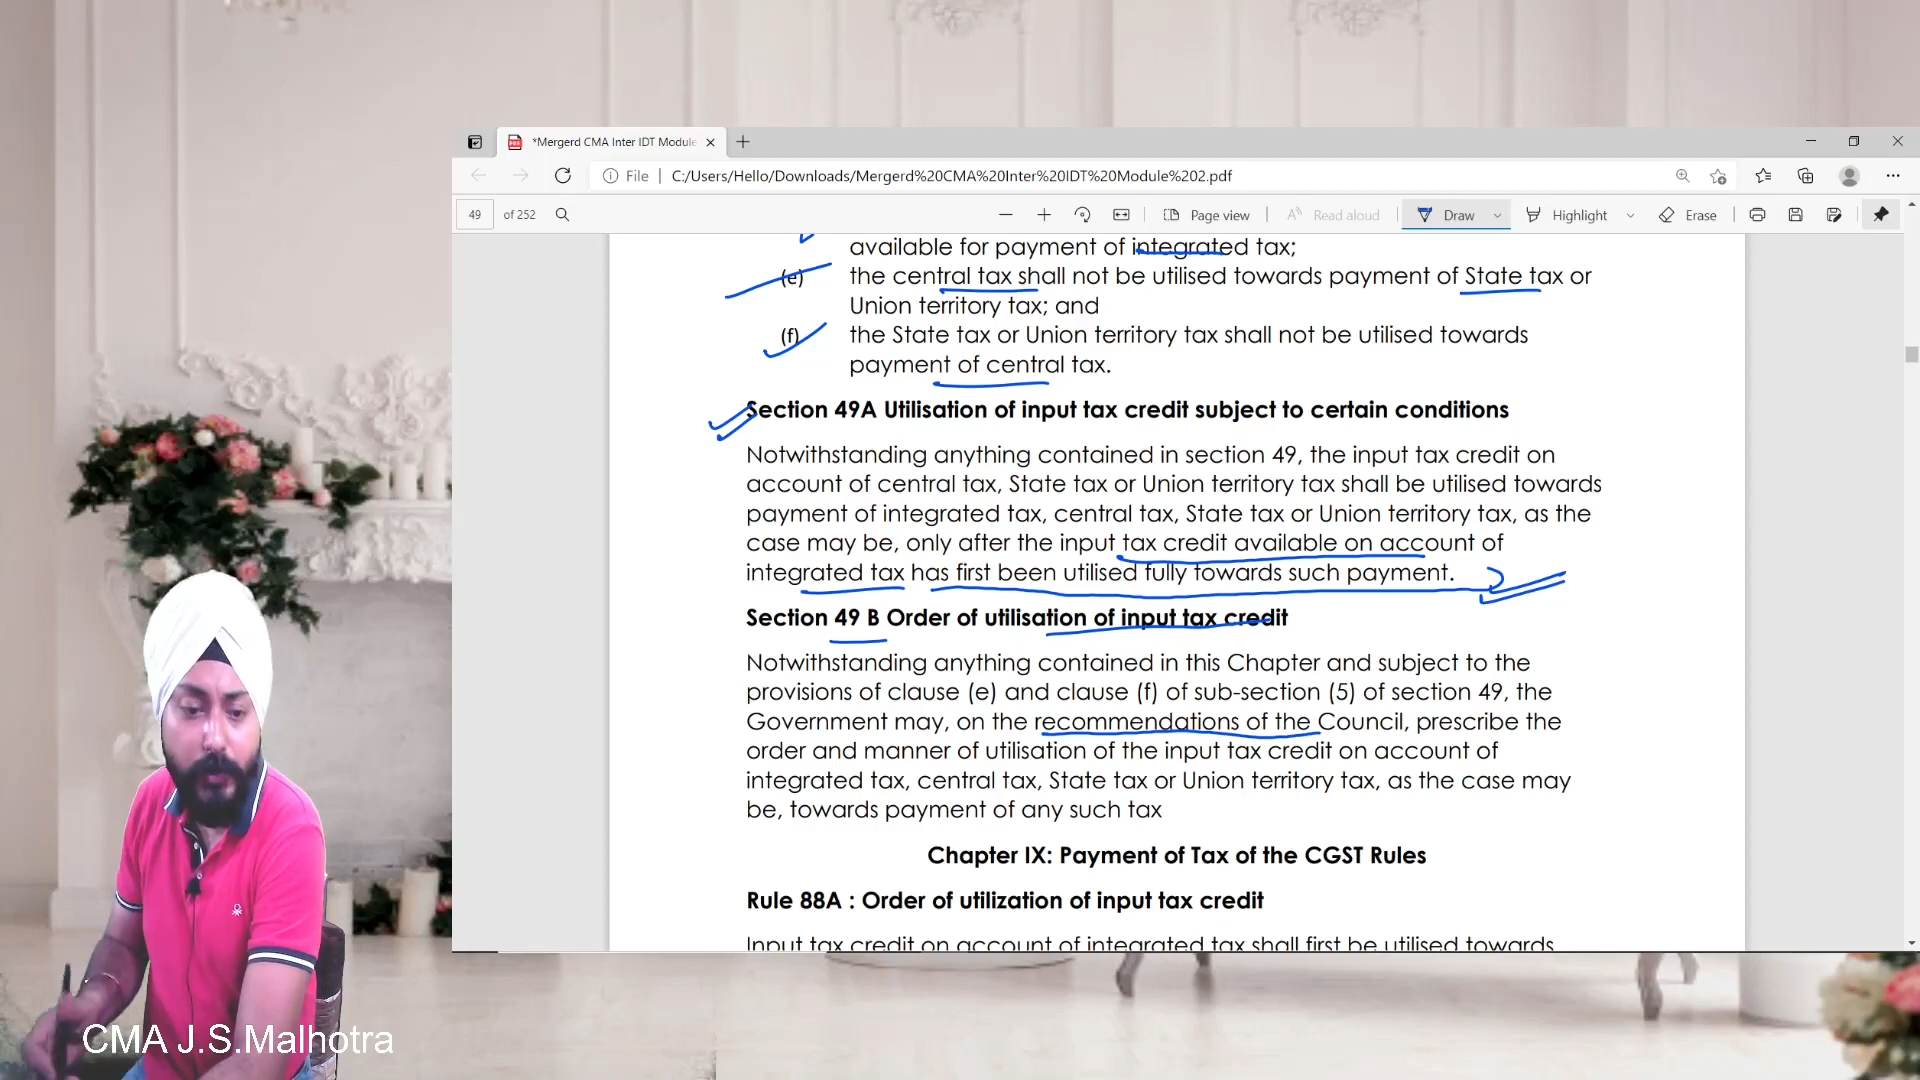 *Mergerd CMA Inter IDT Module
File | C:/Users/Hello/Downloads/Mergerd%20CMA%20Inter%20IDT%20Module%202.pdf
49 of 252 Page view Read aloud Draw Highlight Erase
available for payment of integrated tax;
(e) the central tax shall not be utilised towards payment of State tax or
Union territory tax; and
(f) the State tax or Union territory tax shall not be utilised towards
payment of central tax.
Section 49A Utilisation of input tax credit subject to certain conditions
Notwithstanding anything contained in section 49, the input tax credit on
account of central tax, State tax or Union territory tax shall be utilised towards
payment of integrated tax, central tax, State tax or Union territory tax, as the
case may be, only after the input tax credit available on account of
integrated tax has first been utilised fully towards such payment.
Section 49 B Order of utilisation of input tax credit
Notwithstanding anything contained in this Chapter and subject to the
provisions of clause (e) and clause (f) of sub-section (5) of section 49, the
Government may, on the recommendations of the Council, prescribe the
order and manner of utilisation of the input tax credit on account of
integrated tax, central tax, State tax or Union territory tax, as the case may
be, towards payment of any such tax
Chapter IX: Payment of Tax of the CGST Rules
Rule 88A : Order of utilization of input tax credit
Input tax credit on account of integrated tax shall first be utilised towards
CMA J.S.Malhotra